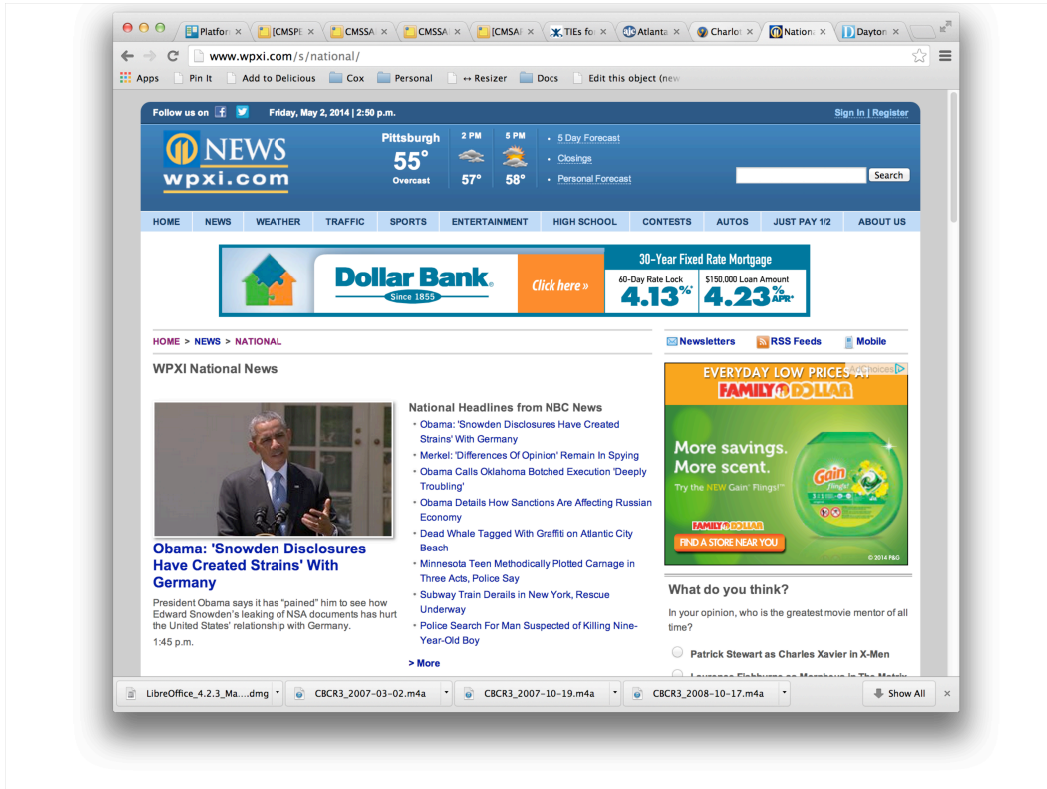 Platfor
[CMSPE
[CMSSA
[CMSSA
[CMSAF
TIEs for
Atlanta
Charlot
Nation
Dayton
www.wpxi.com/s/national/
Apps Pin It Add to Delicious Cox Personal ↔ Resizer Docs Edit this object (new
Follow us on Friday, May 2, 2014 | 2:50 p.m. Sign In | Register
NEWS
wpxi.com
Pittsburgh
55°
Overcast
2 PM
57°
5 PM
58°
• 5 Day Forecast
• Closings
• Personal Forecast
Search
HOME NEWS WEATHER TRAFFIC SPORTS ENTERTAINMENT HIGH SCHOOL CONTESTS AUTOS JUST PAY 1/2 ABOUT US
Dollar Bank
Since 1855
Click here »
30-Year Fixed Rate Mortgage
60-Day Rate Lock
4.13%*
$150,000 Loan Amount
4.23% APR*
HOME > NEWS > NATIONAL
Newsletters RSS Feeds Mobile
WPXI National News
Obama: 'Snowden Disclosures
Have Created Strains' With
Germany
President Obama says it has "pained" him to see how
Edward Snowden's leaking of NSA documents has hurt
the United States' relationship with Germany.
1:45 p.m.
National Headlines from NBC News
• Obama: 'Snowden Disclosures Have Created
Strains' With Germany
• Merkel: 'Differences Of Opinion' Remain In Spying
• Obama Calls Oklahoma Botched Execution 'Deeply
Troubling'
• Obama Details How Sanctions Are Affecting Russian
Economy
• Dead Whale Tagged With Graffiti on Atlantic City
Beach
• Minnesota Teen Methodically Plotted Carnage in
Three Acts, Police Say
• Subway Train Derails in New York, Rescue
Underway
• Police Search For Man Suspected of Killing Nine-
Year-Old Boy
> More
EVERYDAY LOW PRICES AT
AdChoices
FAMILY DOLLAR
More savings.
More scent.
Try the NEW Gain® Flings!™
Gain
flings!
FAMILY DOLLAR
FIND A STORE NEAR YOU
© 2014 P&G
What do you think?
In your opinion, who is the greatest movie mentor of all
time?
Patrick Stewart as Charles Xavier in X-Men
Laurence Fishburne as Morpheus in The Matrix
LibreOffice_4.2.3_Ma....dmg CBCR3_2007-03-02.m4a CBCR3_2007-10-19.m4a CBCR3_2008-10-17.m4a Show All